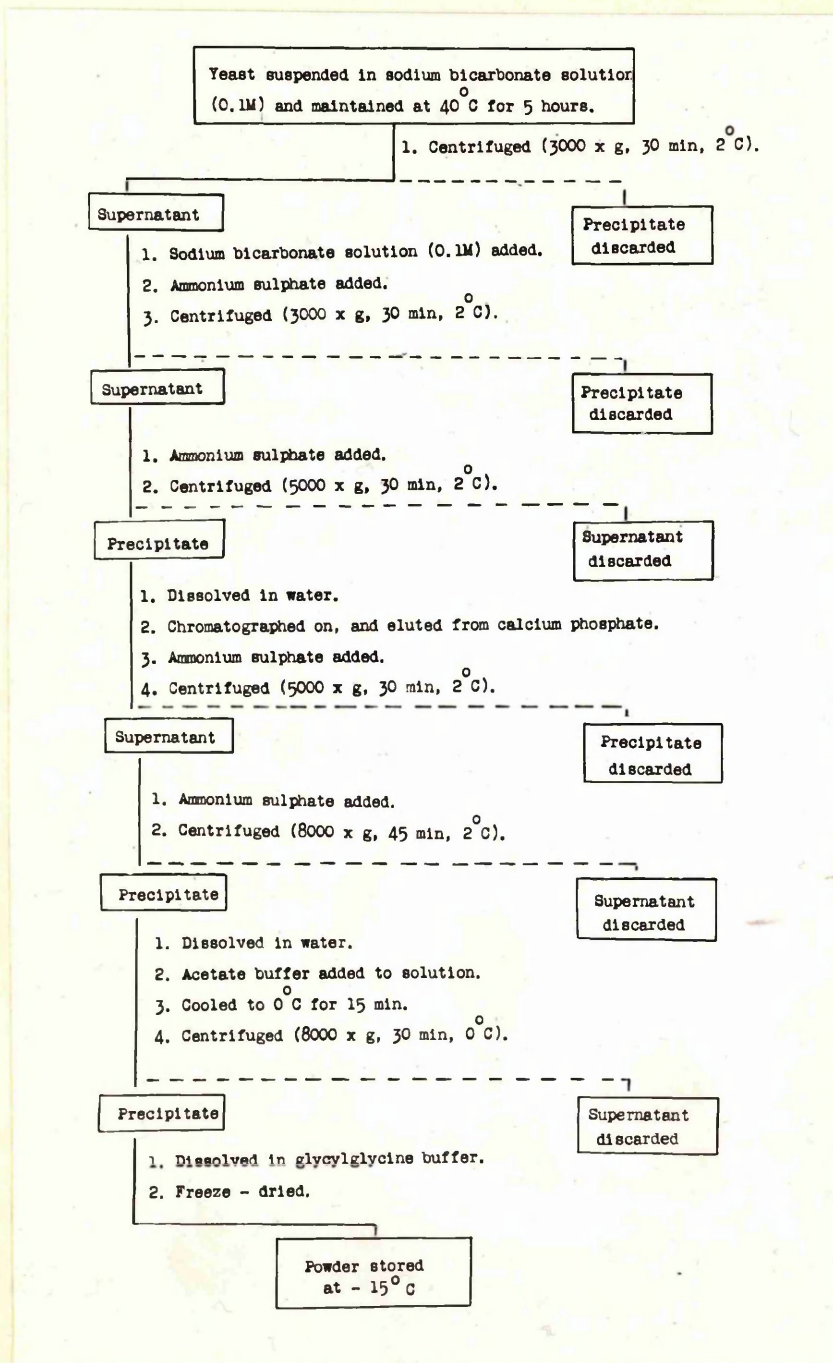 Yeast suspended in sodium bicarbonate solution
(0.1M) and maintained at 40°C for 5 hours.
1. Centrifuged (3000 x g, 30 min, 2°C).
Supernatant
Precipitate
discarded
1. Sodium bicarbonate solution (0.1M) added.
2. Ammonium sulphate added.
3. Centrifuged (3000 x g, 30 min, 2°C).
Supernatant
Precipitate
discarded
1. Ammonium sulphate added.
2. Centrifuged (5000 x g, 30 min, 2°C).
Precipitate
Supernatant
discarded
1. Dissolved in water.
2. Chromatographed on, and eluted from calcium phosphate.
3. Ammonium sulphate added.
4. Centrifuged (5000 x g, 30 min, 2°C).
Supernatant
Precipitate
discarded
1. Ammonium sulphate added.
2. Centrifuged (8000 x g, 45 min, 2°C).
Precipitate
Supernatant
discarded
1. Dissolved in water.
2. Acetate buffer added to solution.
3. Cooled to 0°C for 15 min.
4. Centrifuged (8000 x g, 30 min, 0°C).
Precipitate
Supernatant
discarded
1. Dissolved in glycylglycine buffer.
2. Freeze - dried.
Powder stored
at - 15°C